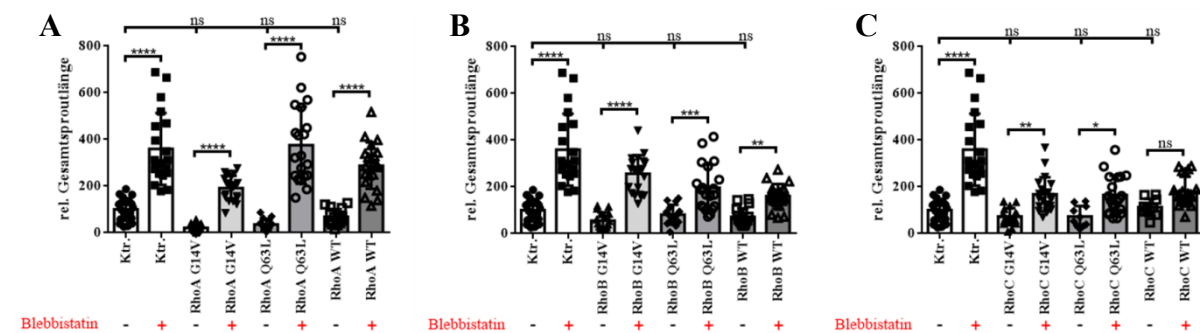 A
ns ns ns
**** **** **** ****
rel. Gesamtsproutlänge
800
600
400
200
0
Ktr. Ktr. RhoA G14V RhoA G14V RhoA Q63L RhoA Q63L RhoA WT RhoA WT
Blebbistatin - + - + - + - +
B
ns ns ns
**** **** *** **
rel. Gesamtsproutlänge
800
600
400
200
0
Ktr. Ktr. RhoB G14V RhoB G14V RhoB Q63L RhoB Q63L RhoB WT RhoB WT
Blebbistatin - + - + - + - +
C
ns ns ns
**** ** * ns
rel. Gesamtsproutlänge
800
600
400
200
0
Ktr. Ktr. RhoC G14V RhoC G14V RhoC Q63L RhoC Q63L RhoC WT RhoC WT
Blebbistatin - + - + - + - +